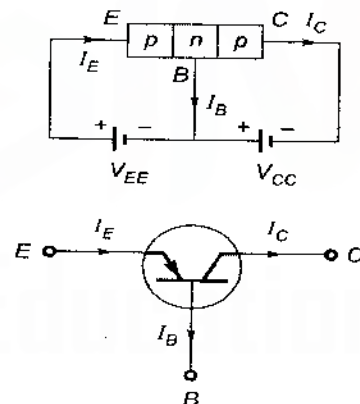 E C
I_E p n p I_C
B
I_B
+ − + −
V_EE V_CC
I_E I_C
E C
I_B
B